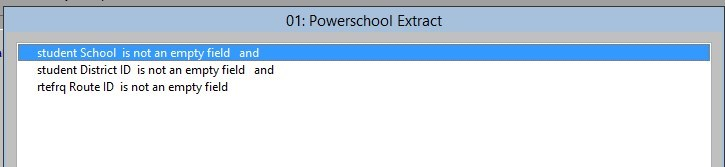 01: Powerschool Extract
student School is not an empty field and
student District ID is not an empty field and
rtefrq Route ID is not an empty field